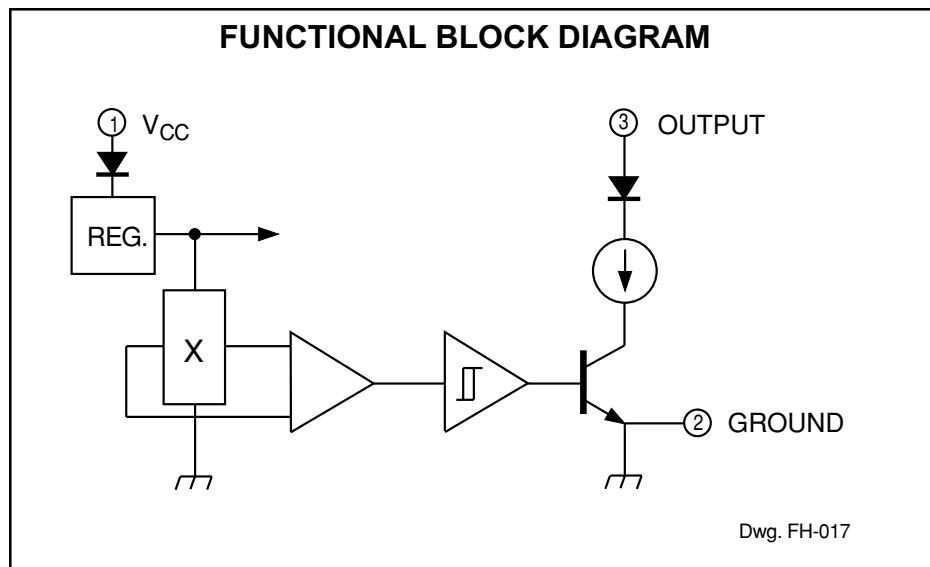 FUNCTIONAL BLOCK DIAGRAM
1 VCC
3 OUTPUT
REG.
X
2 GROUND
Dwg. FH-017